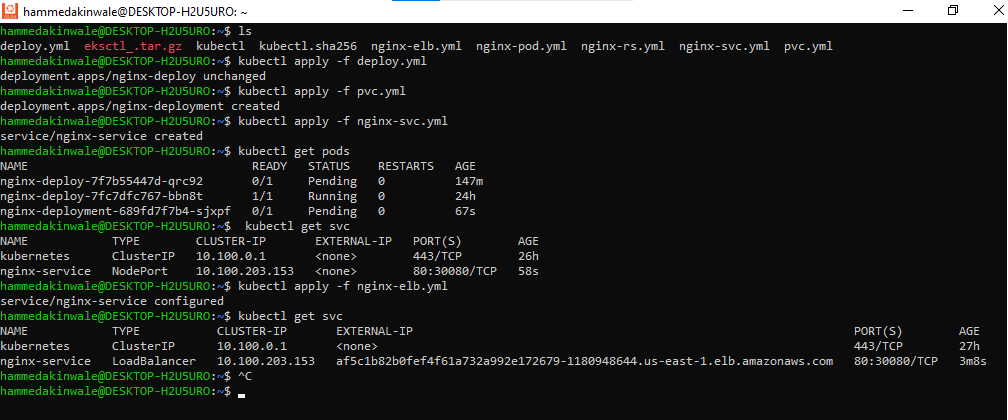 hammedakinwale@DESKTOP-H2U5URO: ~
hammedakinwale@DESKTOP-H2U5URO:~$ ls
deploy.yml  eksctl_.tar.gz  kubectl  kubectl.sha256  nginx-elb.yml  nginx-pod.yml  nginx-rs.yml  nginx-svc.yml  pvc.yml
hammedakinwale@DESKTOP-H2U5URO:~$ kubectl apply -f deploy.yml
deployment.apps/nginx-deploy unchanged
hammedakinwale@DESKTOP-H2U5URO:~$ kubectl apply -f pvc.yml
deployment.apps/nginx-deployment created
hammedakinwale@DESKTOP-H2U5URO:~$ kubectl apply -f nginx-svc.yml
service/nginx-service created
hammedakinwale@DESKTOP-H2U5URO:~$ kubectl get pods
NAME                                READY   STATUS    RESTARTS   AGE
nginx-deploy-7f7b55447d-qrc92       0/1     Pending   0          147m
nginx-deploy-7fc7dfc767-bbn8t       1/1     Running   0          24h
nginx-deployment-689fd7f7b4-sjxpf   0/1     Pending   0          67s
hammedakinwale@DESKTOP-H2U5URO:~$  kubectl get svc
NAME            TYPE        CLUSTER-IP       EXTERNAL-IP   PORT(S)        AGE
kubernetes      ClusterIP   10.100.0.1       <none>        443/TCP        26h
nginx-service   NodePort    10.100.203.153   <none>        80:30080/TCP   58s
hammedakinwale@DESKTOP-H2U5URO:~$ kubectl apply -f nginx-elb.yml
service/nginx-service configured
hammedakinwale@DESKTOP-H2U5URO:~$ kubectl get svc
NAME            TYPE           CLUSTER-IP       EXTERNAL-IP                                                               PORT(S)        AGE
kubernetes      ClusterIP      10.100.0.1       <none>                                                                    443/TCP        27h
nginx-service   LoadBalancer   10.100.203.153   af5c1b82b0fef4f61a732a992e172679-1180948644.us-east-1.elb.amazonaws.com   80:30080/TCP   3m8s
hammedakinwale@DESKTOP-H2U5URO:~$ ^C
hammedakinwale@DESKTOP-H2U5URO:~$